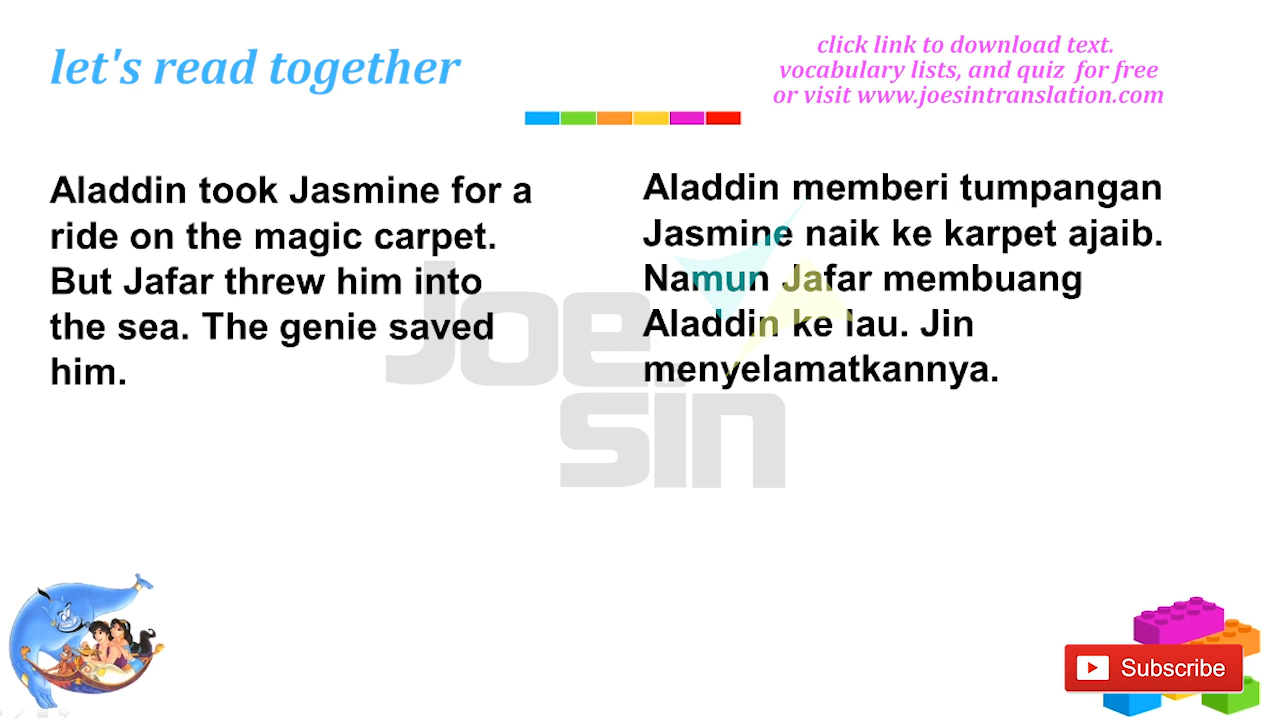 let's read together
click link to download text.
vocabulary lists, and quiz for free
or visit www.joesintranslation.com
Aladdin took Jasmine for a
ride on the magic carpet.
But Jafar threw him into
the sea. The genie saved
him.
Aladdin memberi tumpangan
Jasmine naik ke karpet ajaib.
Namun Jafar membuang
Aladdin ke lau. Jin
menyelamatkannya.
Joe
sin
Subscribe